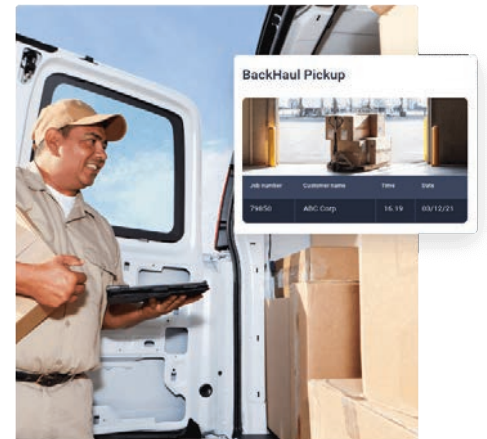 BackHaul Pickup
Job number Customer name Time Date
79850 ABC Corp. 16.19 03/12/21